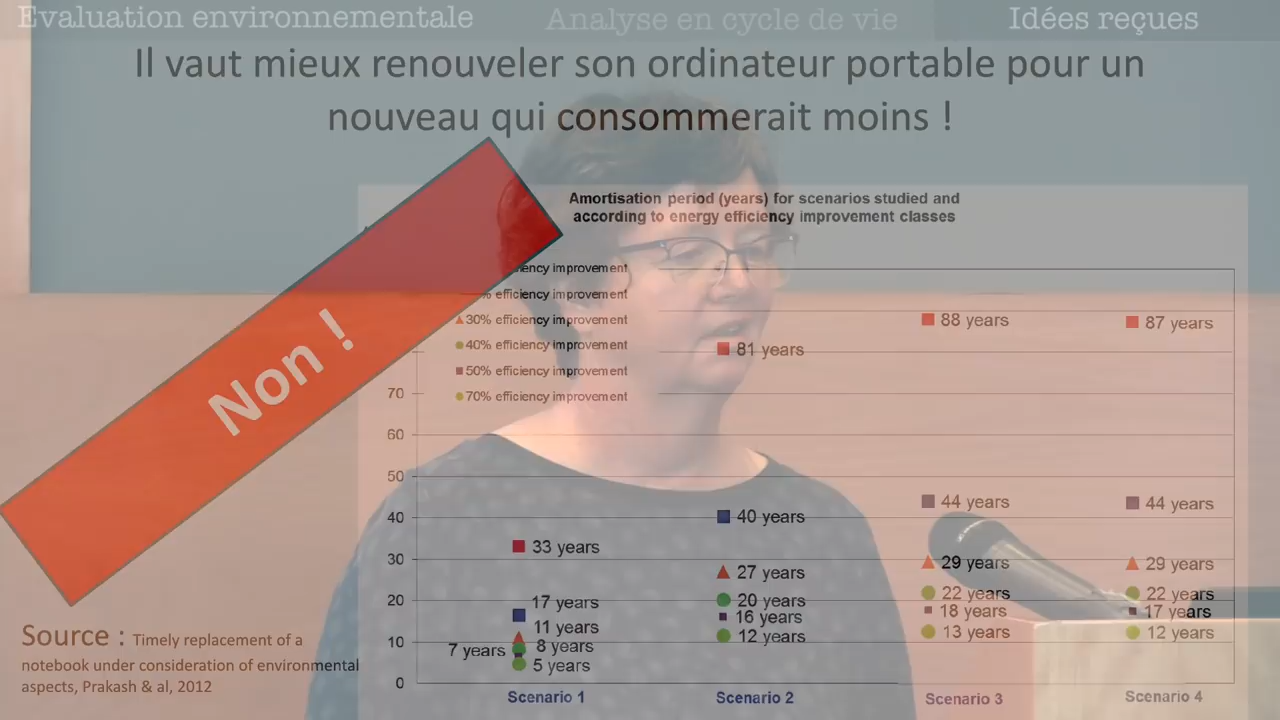 Evaluation environnementale
Analyse en cycle de vie
Idées reçues
Il vaut mieux renouveler son ordinateur portable pour un
nouveau qui consommerait moins !
Non !
Amortisation period (years) for scenarios studied and
according to energy efficiency improvement classes
improvement
% efficiency improvement
30% efficiency improvement
40% efficiency improvement
50% efficiency improvement
70% efficiency improvement
70
60
50
40
30
20
10
0
33 years
17 years
11 years
7 years
8 years
5 years
81 years
40 years
27 years
20 years
16 years
12 years
88 years
44 years
29 years
22 years
18 years
13 years
87 years
44 years
29 years
22 years
17 years
12 years
Scenario 1
Scenario 2
Scenario 3
Scenario 4
Source : Timely replacement of a
notebook under consideration of environmental
aspects, Prakash & al, 2012